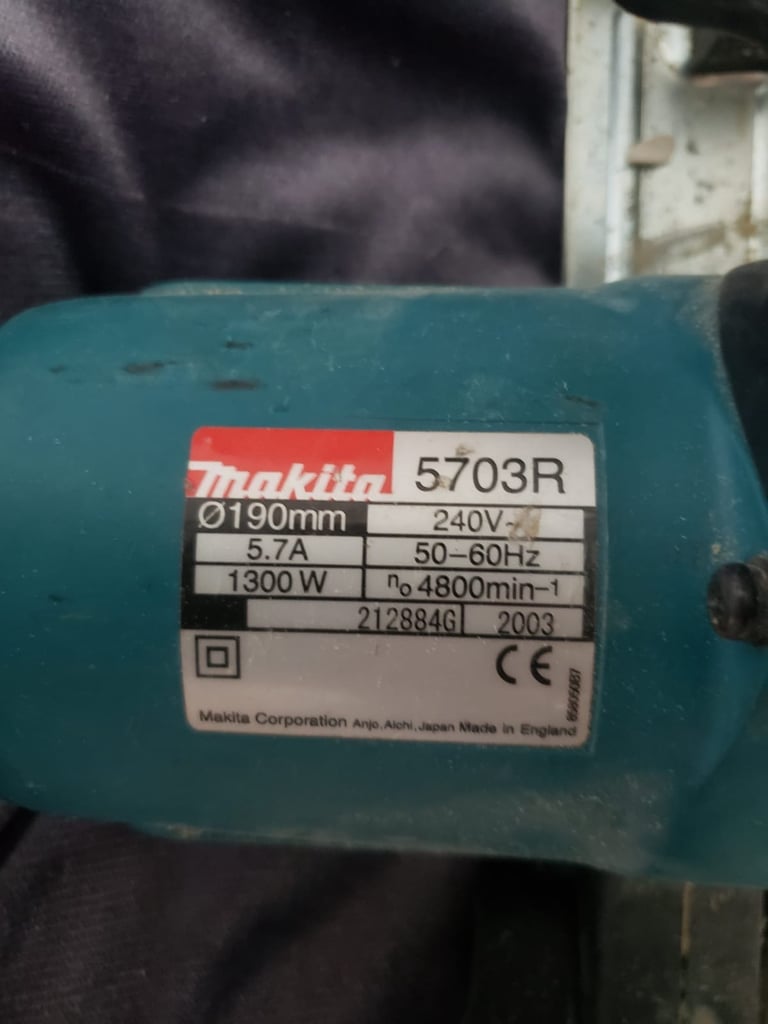 makita 5703R
Ø190mm 240V~
5.7A 50–60Hz
1300W n₀ 4800min⁻¹
212884G 2003
CE
Makita Corporation Anjo, Aichi, Japan Made in England